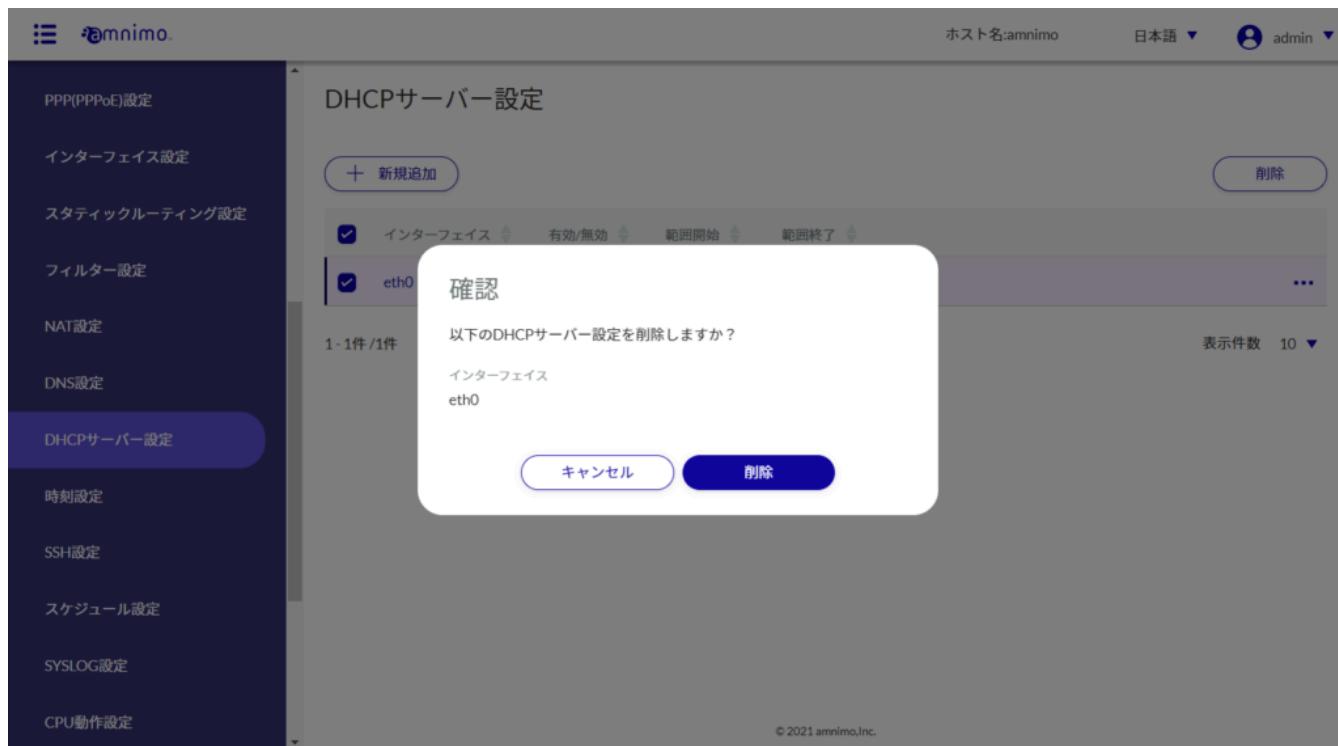 amnimo
ホスト名:amnimo
日本語
admin
PPP(PPPoE)設定
インターフェイス設定
スタティックルーティング設定
フィルター設定
NAT設定
DNS設定
DHCPサーバー設定
時刻設定
SSH設定
スケジュール設定
SYSLOG設定
CPU動作設定
DHCPサーバー設定
新規追加
削除
インターフェイス 有効/無効 範囲開始 範囲終了
eth0
1 - 1件 /1件
表示件数 10
確認
以下のDHCPサーバー設定を削除しますか？
インターフェイス
eth0
キャンセル 削除
© 2021 amnimo,Inc.